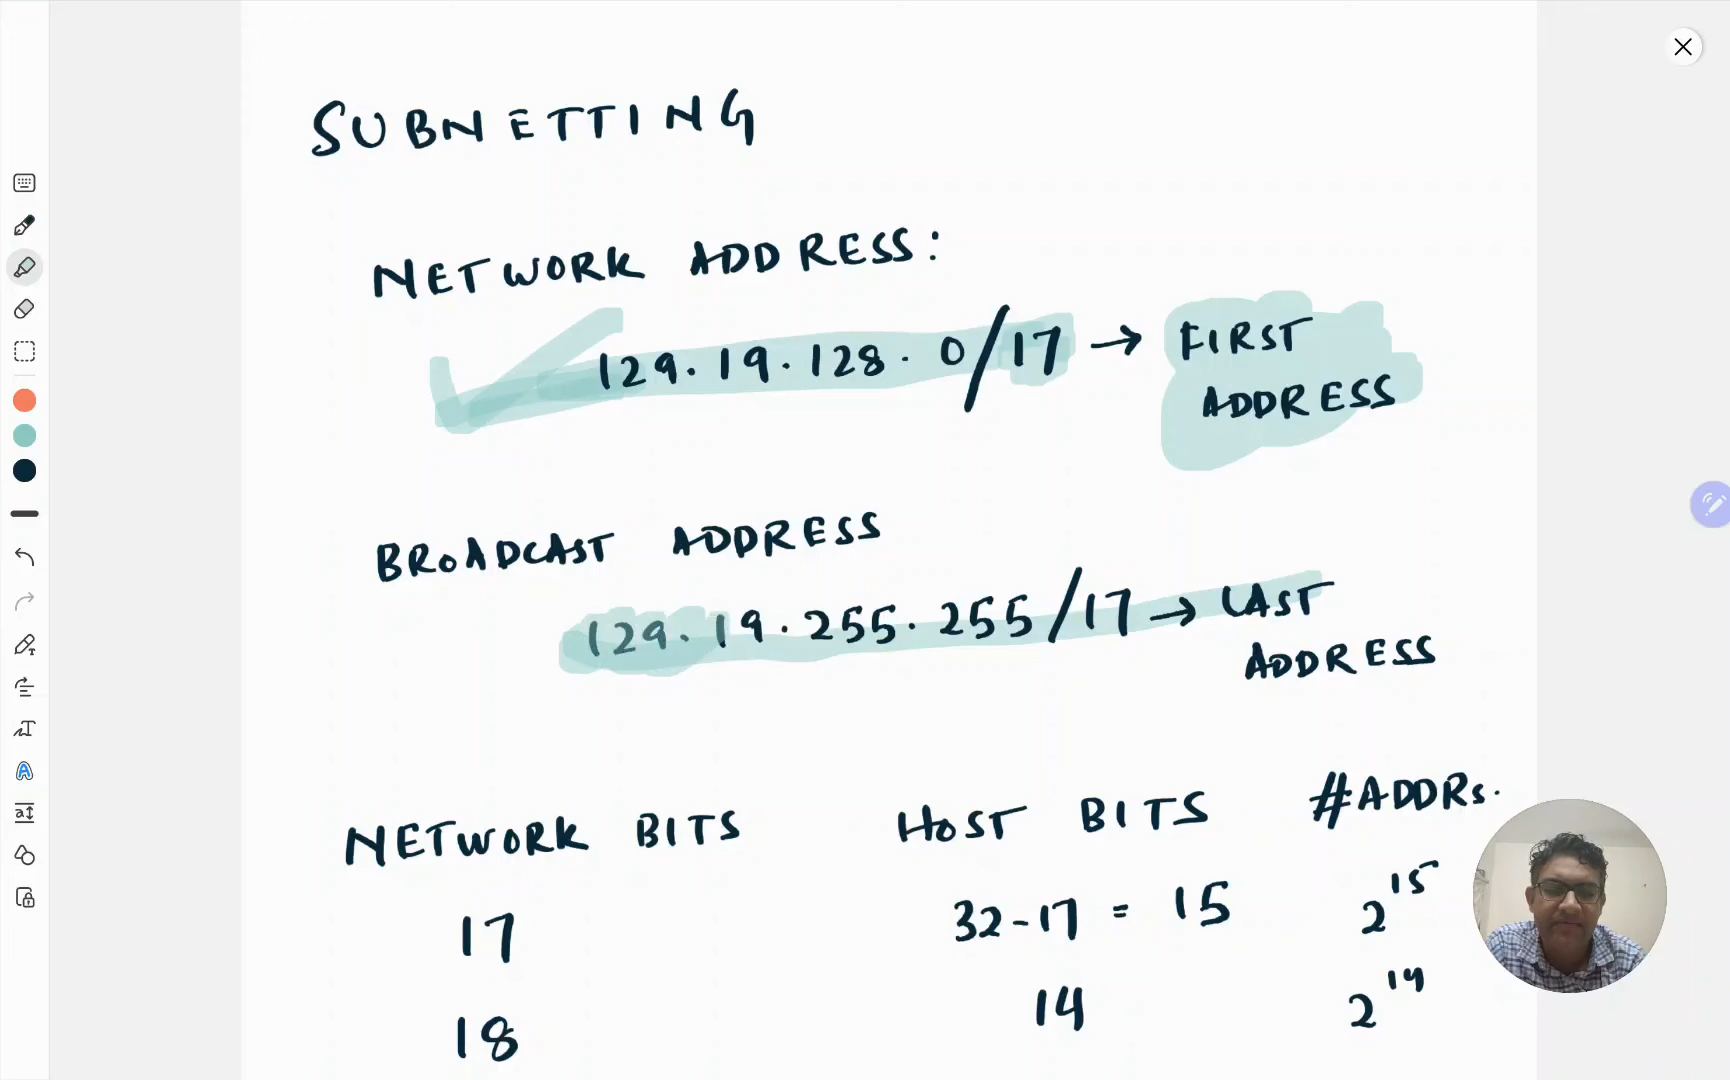 SUBNETTING
NETWORK ADDRESS:
129.19.128.0/17 → FIRST
ADDRESS
BROADCAST ADDRESS
129.19.255.255/17 → LAST
ADDRESS
NETWORK BITS HOST BITS #ADDRs.
17 32-17 = 15 2^15
18 14 2^14